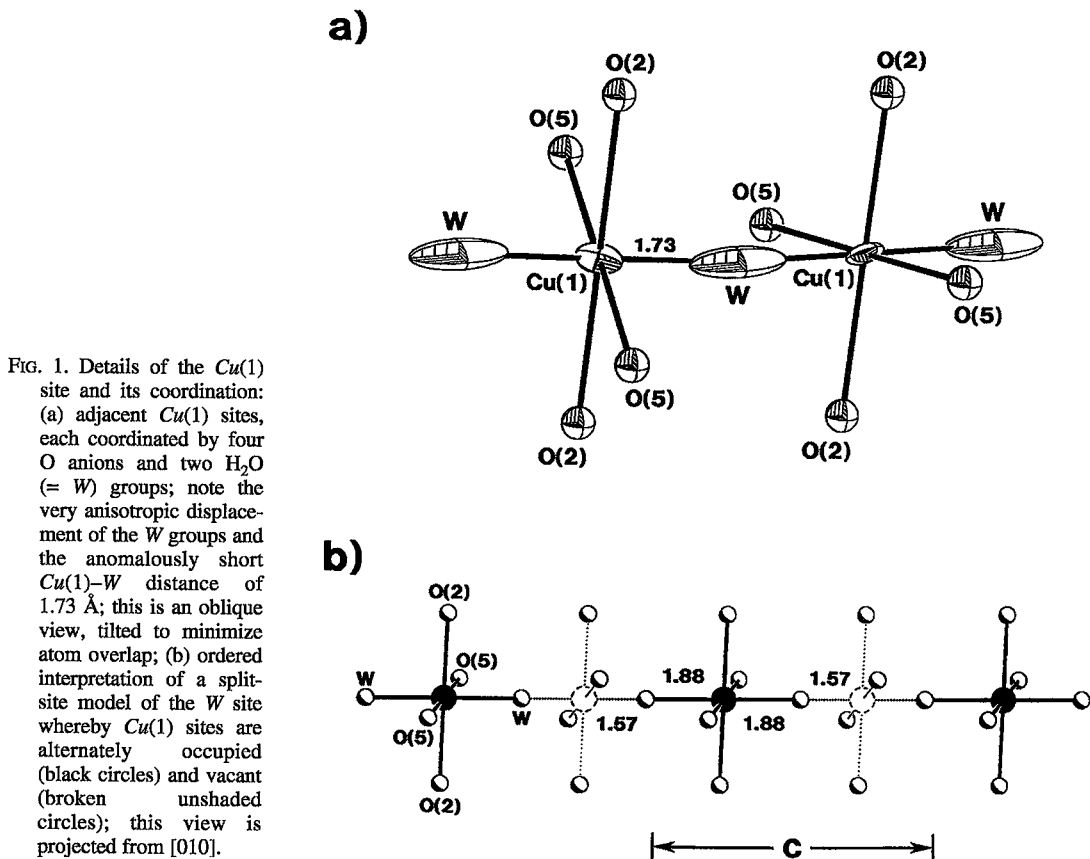 a)
O(2)
O(2)
O(5)
O(5)
W
W
1.73
Cu(1)
W
Cu(1)
O(5)
O(5)
O(2)
O(2)
FIG. 1. Details of the Cu(1)
site and its coordination:
(a) adjacent Cu(1) sites,
each coordinated by four
O anions and two H₂O
(= W) groups; note the
very anisotropic displace-
ment of the W groups and
the anomalously short
Cu(1)–W distance of
1.73 Å; this is an oblique
view, tilted to minimize
atom overlap; (b) ordered
interpretation of a split-
site model of the W site
whereby Cu(1) sites are
alternately occupied
(black circles) and vacant
(broken unshaded
circles); this view is
projected from [010].
b)
O(2)
O(5)
W
1.88
1.57
W
O(5)
1.57
1.88
O(2)
C